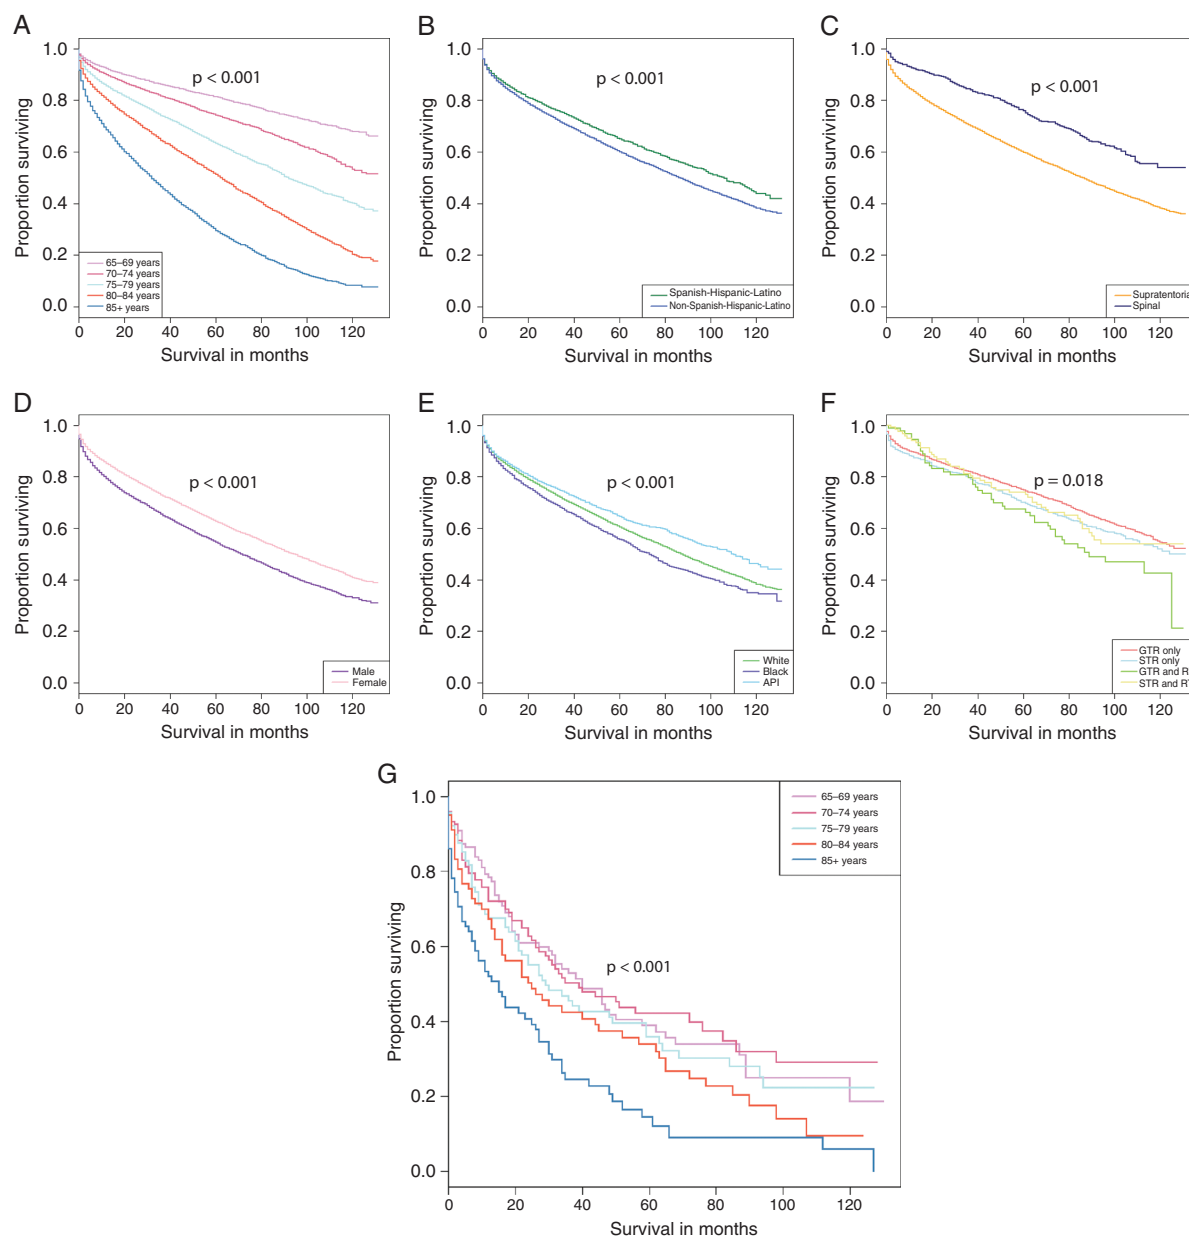 A
Proportion surviving
1.0
0.8
0.6
0.4
0.2
0.0
p < 0.001
65–69 years
70–74 years
75–79 years
80–84 years
85+ years
0 20 40 60 80 100 120
Survival in months
B
Proportion surviving
1.0
0.8
0.6
0.4
0.2
0.0
p < 0.001
Spanish-Hispanic-Latino
Non-Spanish-Hispanic-Latino
0 20 40 60 80 100 120
Survival in months
C
Proportion surviving
1.0
0.8
0.6
0.4
0.2
0.0
p < 0.001
Supratentoria
Spinal
0 20 40 60 80 100 120
Survival in months
D
Proportion surviving
1.0
0.8
0.6
0.4
0.2
0.0
p < 0.001
Male
Female
0 20 40 60 80 100 120
Survival in months
E
Proportion surviving
1.0
0.8
0.6
0.4
0.2
0.0
p < 0.001
White
Black
API
0 20 40 60 80 100 120
Survival in months
F
Proportion surviving
1.0
0.8
0.6
0.4
0.2
0.0
p = 0.018
GTR only
STR only
GTR and R
STR and R
0 20 40 60 80 100 120
Survival in months
G
Proportion surviving
1.0
0.8
0.6
0.4
0.2
0.0
p < 0.001
65–69 years
70–74 years
75–79 years
80–84 years
85+ years
0 20 40 60 80 100 120
Survival in months